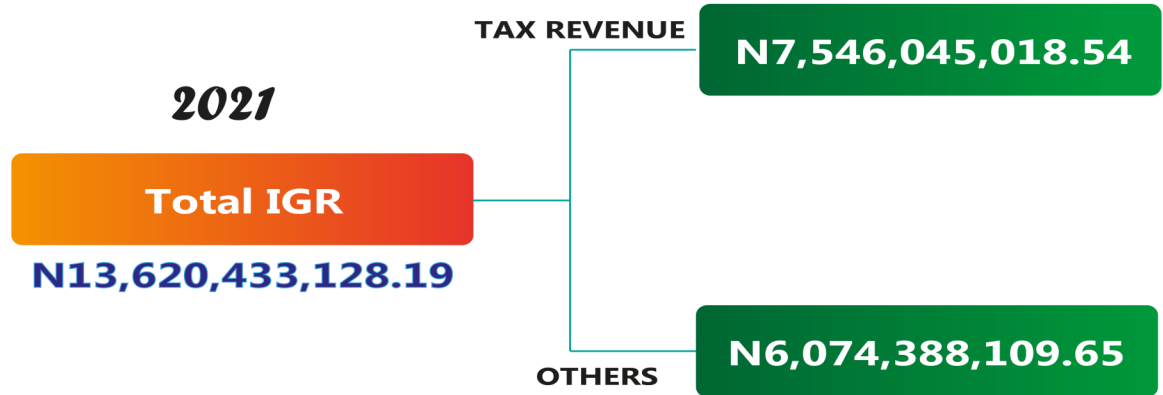 2021
Total IGR
N13,620,433,128.19
TAX REVENUE
N7,546,045,018.54
OTHERS
N6,074,388,109.65